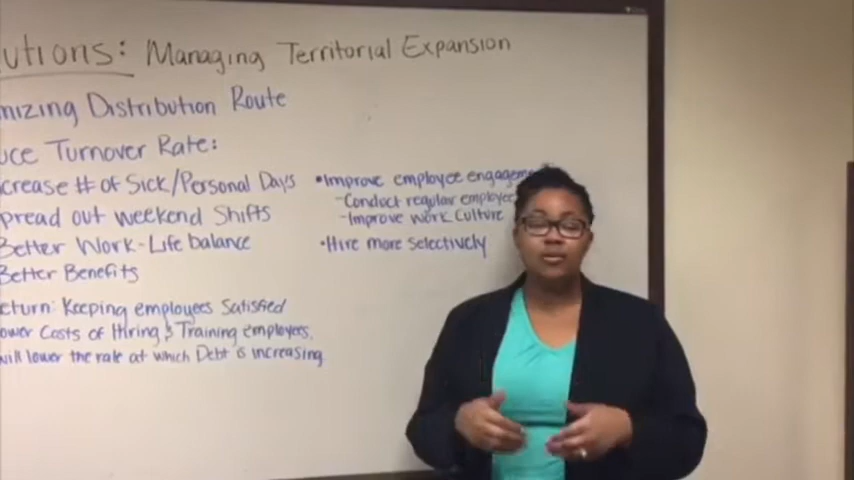 utions: Managing Territorial Expansion
mizing Distribution Route
uce Turnover Rate:
crease # of Sick/Personal Days
pread out weekend Shifts
Better Work-Life balance
Better Benefits
•Improve employee engageme
-Conduct regular employee
-Improve work culture
•Hire more Selectively
eturn: Keeping employees Satisfied
ower Costs of Hiring & Training employees.
will lower the rate at which Debt is increasing